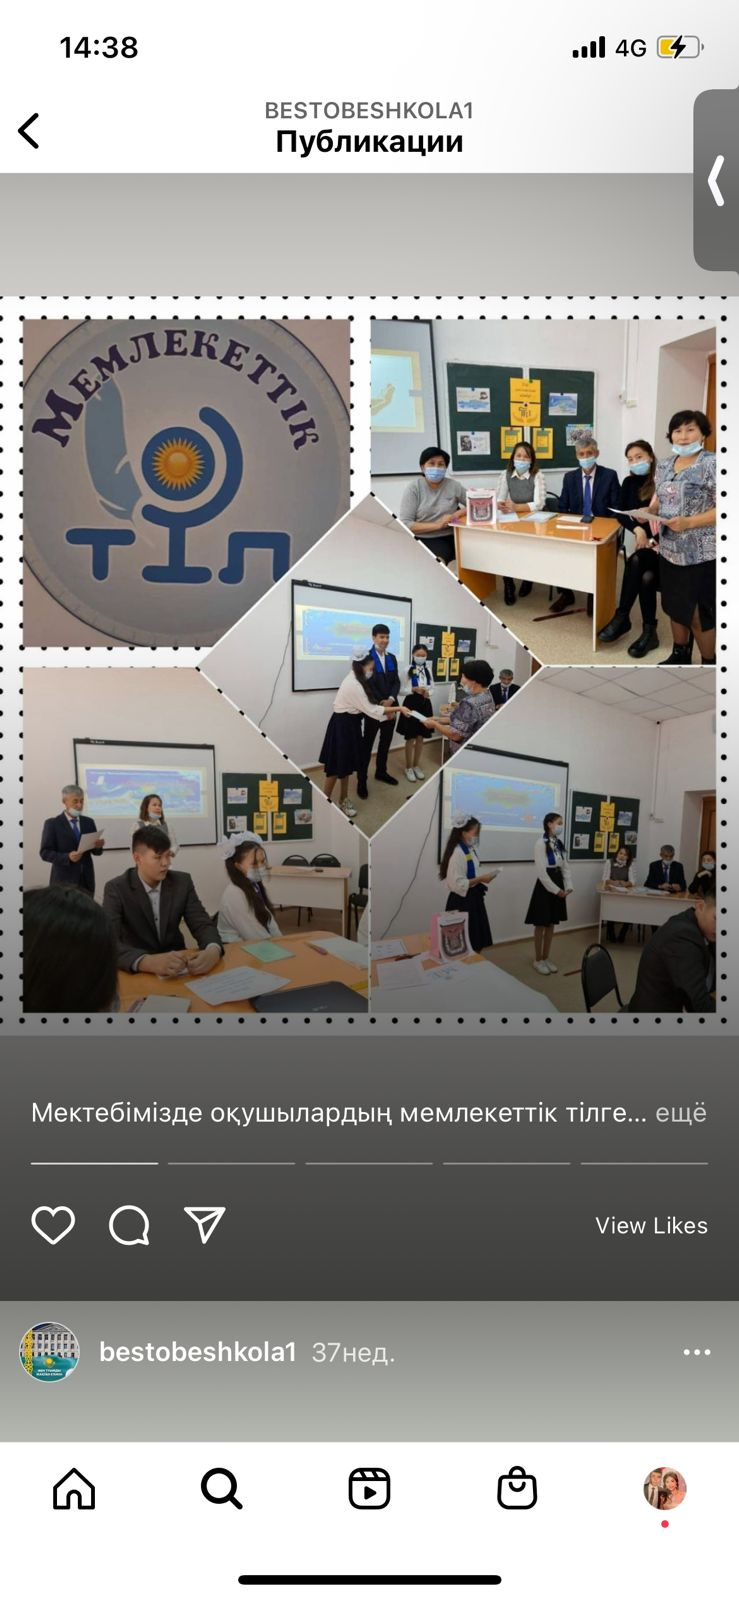 14:38
4G
BESTOBESHKOLA1
Публикации
МЕМЛЕКЕТТІК
ТІЛ
Мектебімізде оқушылардың мемлекеттік тілге... ещё
View Likes
bestobeshkola1 37нед.